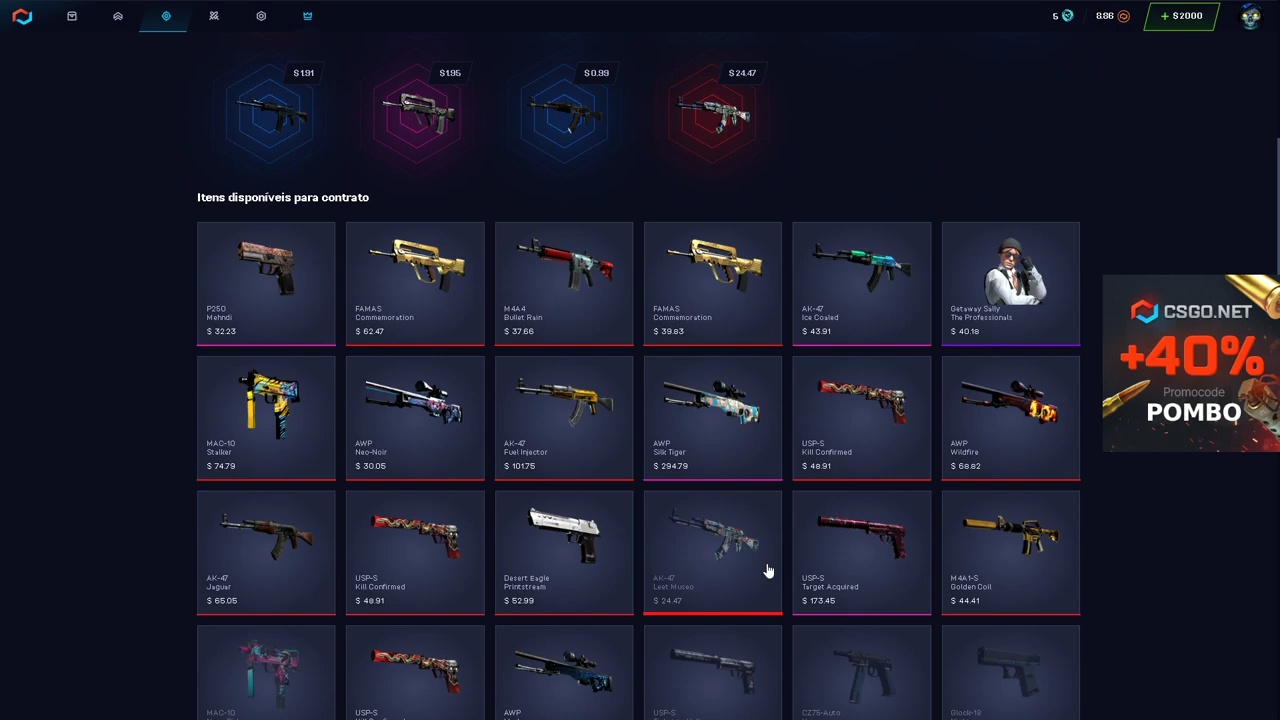 5
8.86
+ $2000
$ 1.91
$ 1.95
$ 0.99
$ 24.47
Itens disponíveis para contrato
P250
Mehndi
$ 32.23
FAMAS
Commemoration
$ 62.47
M4A4
Bullet Rain
$ 37.66
FAMAS
Commemoration
$ 39.83
AK-47
Ice Coaled
$ 43.91
Getaway Sally
The Professionals
$ 40.18
MAC-10
Stalker
$ 74.79
AWP
Neo-Noir
$ 30.05
AK-47
Fuel Injector
$ 101.75
AWP
Silk Tiger
$ 294.79
USP-S
Kill Confirmed
$ 48.91
AWP
Wildfire
$ 68.82
AK-47
Jaguar
$ 65.05
USP-S
Kill Confirmed
$ 48.91
Desert Eagle
Printstream
$ 52.99
AK-47
Leet Museo
$ 24.47
USP-S
Target Acquired
$ 173.45
M4A1-S
Golden Coil
$ 44.41
MAC-10
USP-S
AWP
USP-S
CZ75-Auto
Glock-18
CSGO.NET
+40%
Promocode
POMBO